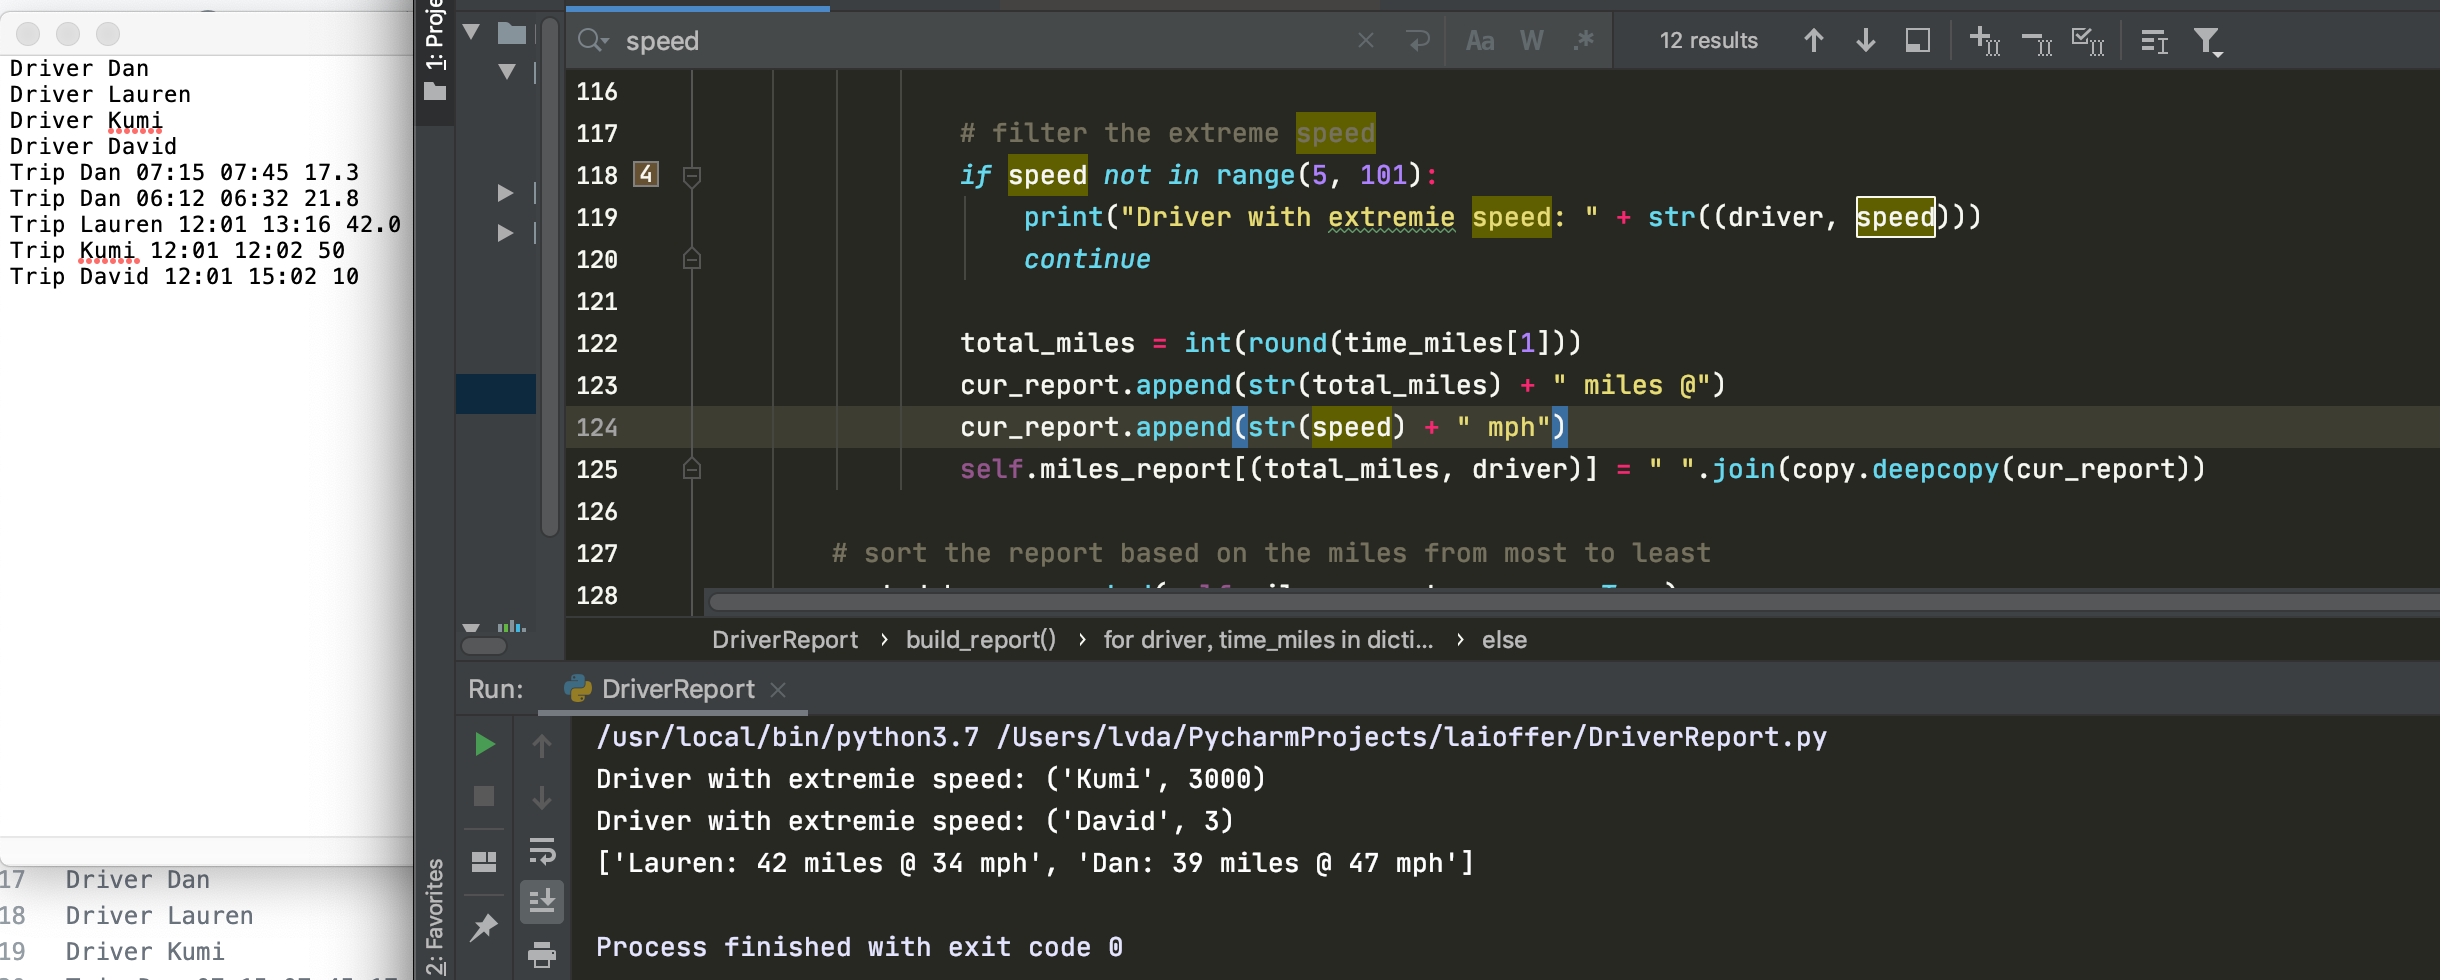 Driver Dan
Driver Lauren
Driver Kumi
Driver David
Trip Dan 07:15 07:45 17.3
Trip Dan 06:12 06:32 21.8
Trip Lauren 12:01 13:16 42.0
Trip Kumi 12:01 12:02 50
Trip David 12:01 15:02 10
17 Driver Dan
18 Driver Lauren
19 Driver Kumi
1: Proje
2: Favorites
speed
Aa W .*
12 results
116
117 # filter the extreme speed
118 4 if speed not in range(5, 101):
119 print("Driver with extremie speed: " + str((driver, speed)))
120 continue
121
122 total_miles = int(round(time_miles[1]))
123 cur_report.append(str(total_miles) + " miles @")
124 cur_report.append(str(speed) + " mph")
125 self.miles_report[(total_miles, driver)] = " ".join(copy.deepcopy(cur_report))
126
127 # sort the report based on the miles from most to least
128
DriverReport › build_report() › for driver, time_miles in dicti... › else
Run: DriverReport
/usr/local/bin/python3.7 /Users/lvda/PycharmProjects/laioffer/DriverReport.py
Driver with extremie speed: ('Kumi', 3000)
Driver with extremie speed: ('David', 3)
['Lauren: 42 miles @ 34 mph', 'Dan: 39 miles @ 47 mph']
Process finished with exit code 0